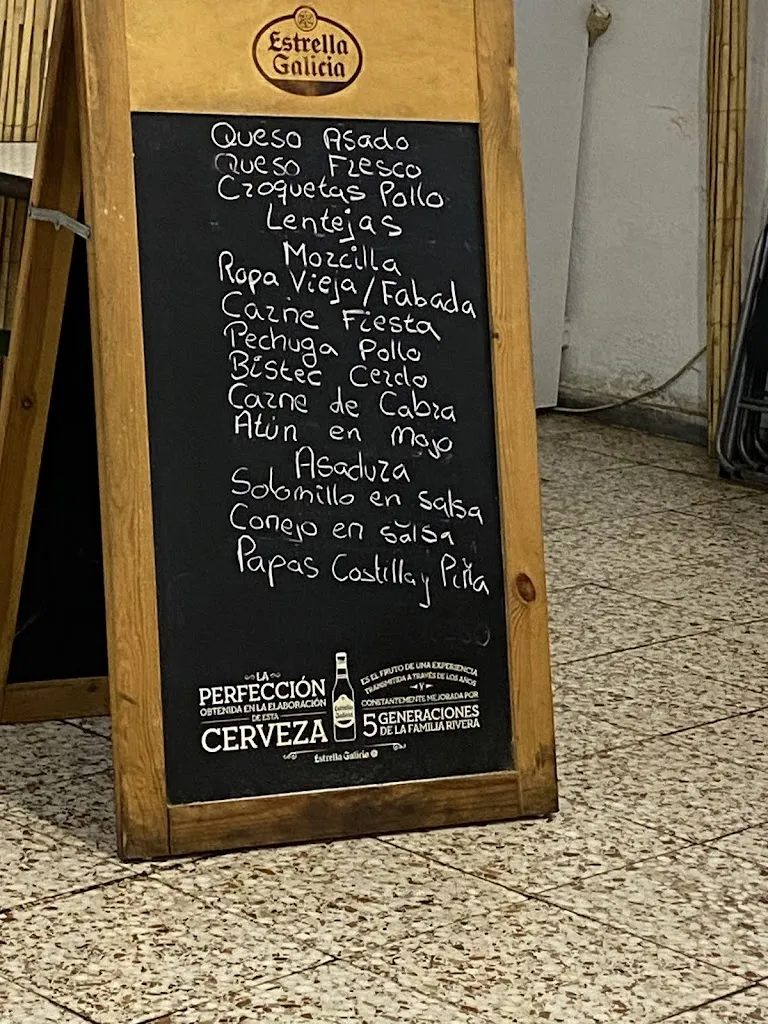 Estrella
Galicia
Queso Asado
Queso Fresco
Croquetas Pollo
Lentejas
Morcilla
Ropa Vieja/Fabada
Carne Fiesta
Pechuga Pollo
Bistec Cerdo
Carne de Cabra
Atún en Mojo
Asadura
Solomillo en salsa
Conejo en salsa
Papas Costilla y Piña
LA
PERFECCIÓN
OBTENIDA EN LA ELABORACIÓN
DE ESTA
CERVEZA
Estrella
Galicia
ES EL FRUTO DE UNA EXPERIENCIA
TRANSMITIDA A TRAVÉS DE LOS AÑOS
Y
CONSTANTEMENTE MEJORADA POR
5 GENERACIONES
DE LA FAMILIA RIVERA
Estrella Galicia